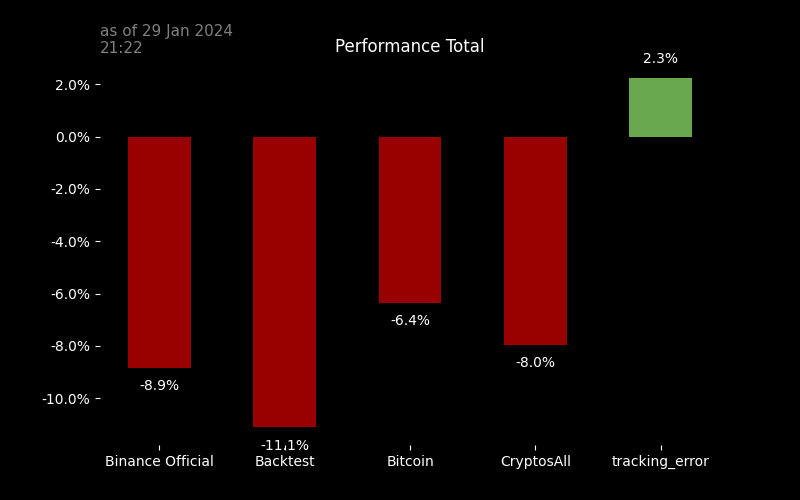 as of 29 Jan 2024
21:22
Performance Total
2.3%
2.0%
0.0%
-2.0%
-4.0%
-6.0%
-6.4%
-8.0%
-8.0%
-8.9%
-10.0%
-11.1%
Binance Official
Backtest
Bitcoin
CryptosAll
tracking_error